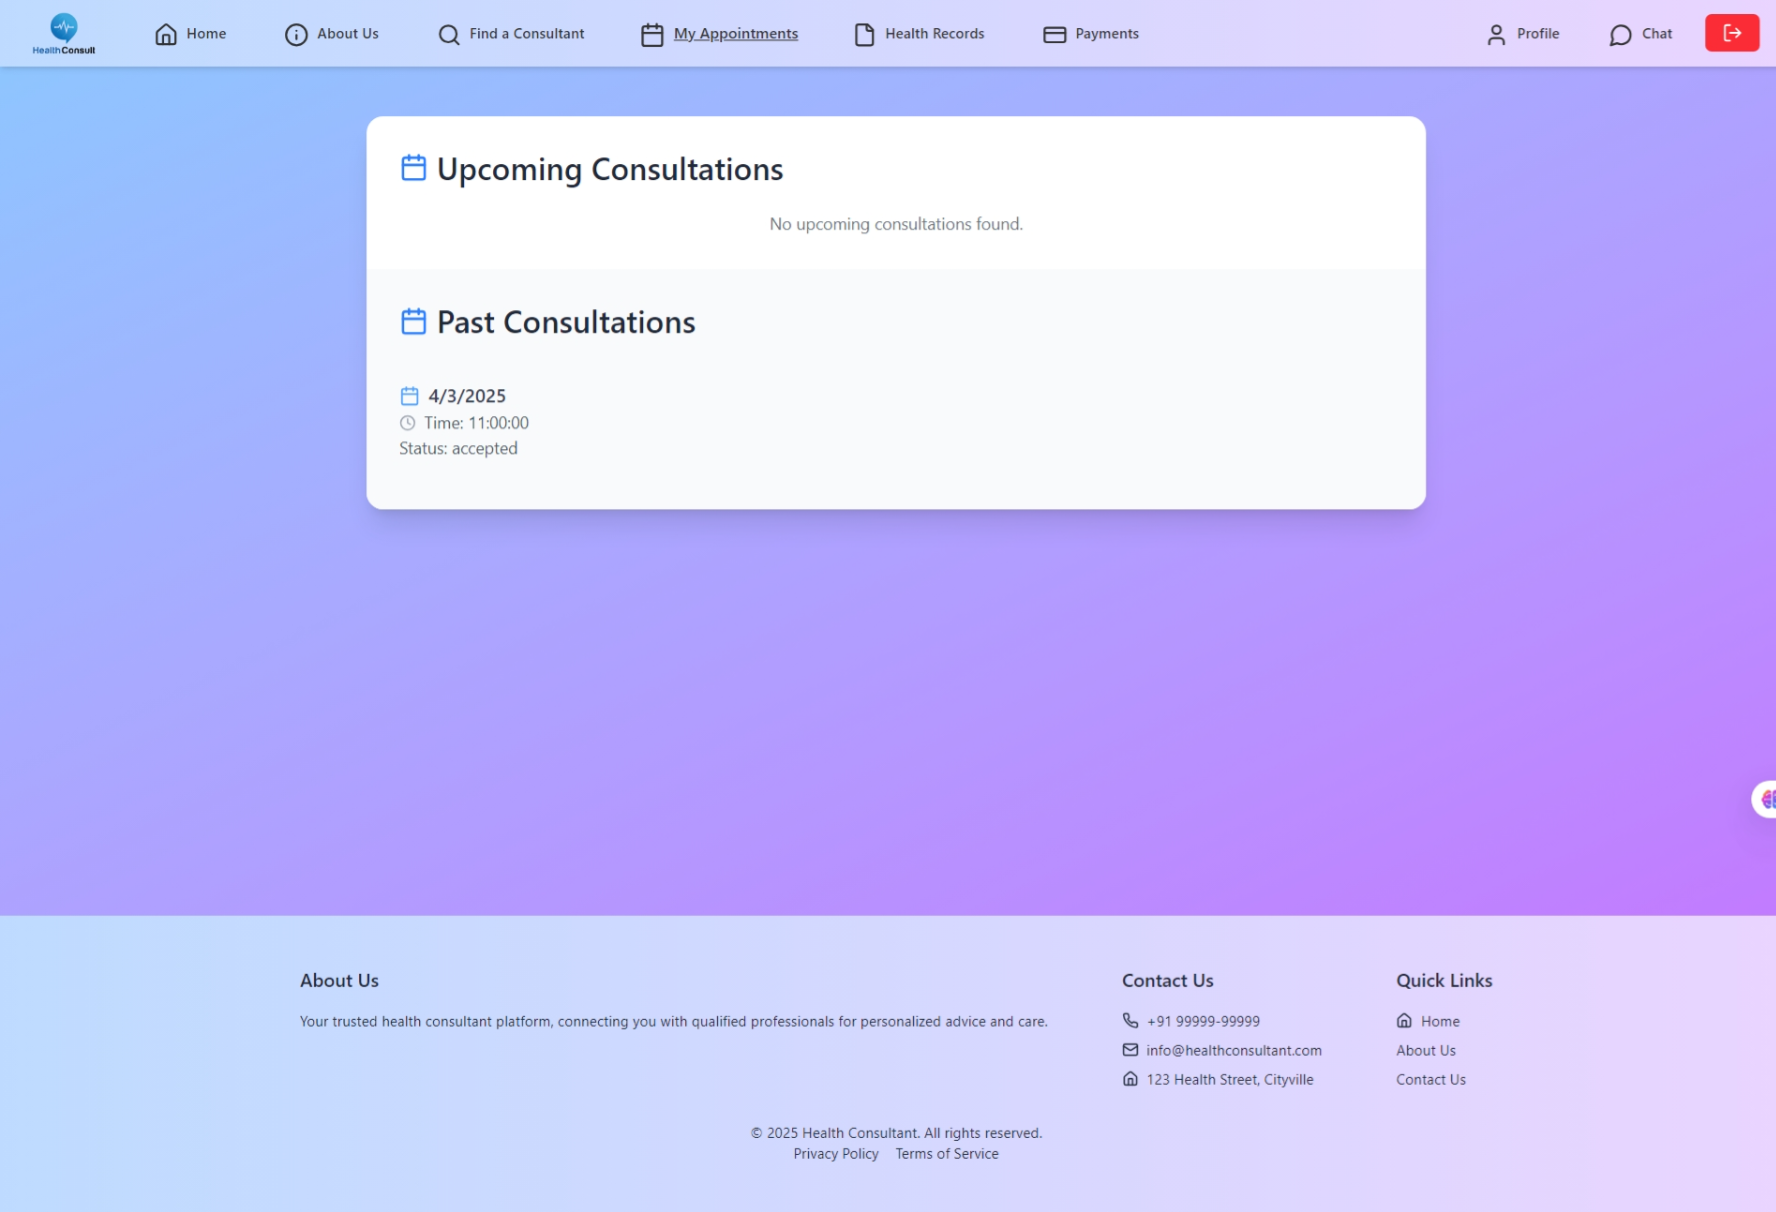 HealthConsult
Home
About Us
Find a Consultant
My Appointments
Health Records
Payments
Profile
Chat
Upcoming Consultations
No upcoming consultations found.
Past Consultations
4/3/2025
Time: 11:00:00
Status: accepted
About Us
Your trusted health consultant platform, connecting you with qualified professionals for personalized advice and care.
Contact Us
+91 99999-99999
info@healthconsultant.com
123 Health Street, Cityville
Quick Links
Home
About Us
Contact Us
© 2025 Health Consultant. All rights reserved.
Privacy Policy Terms of Service